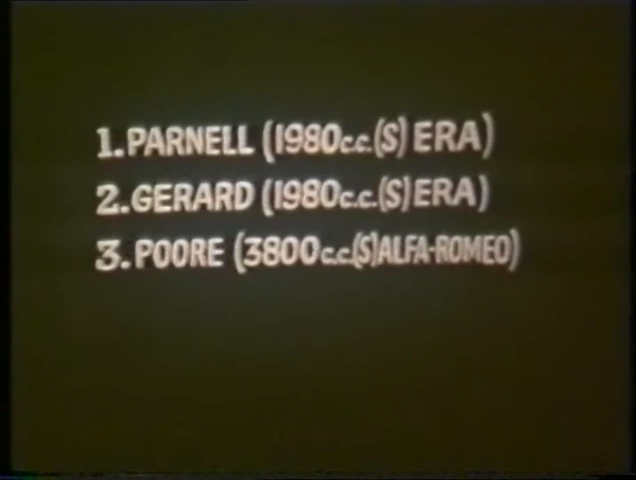 1. PARNELL (1980c.c.(S) ERA)
2. GERARD (1980c.c.(S) ERA)
3. POORE (3800c.c.(S) ALFA-ROMEO)